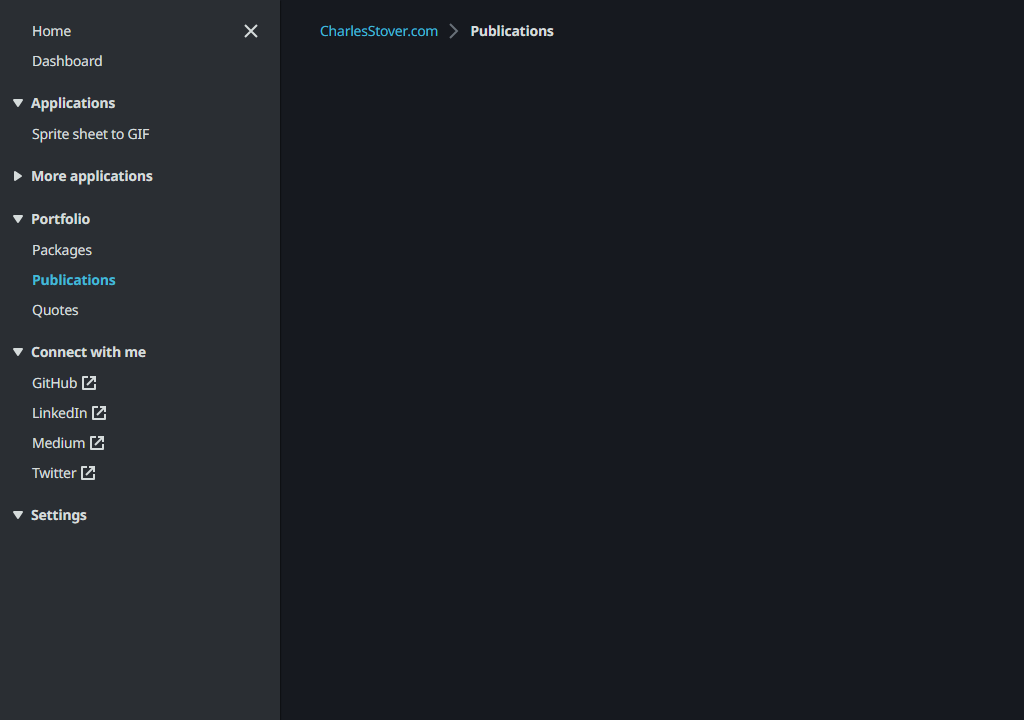 Home
Dashboard
Applications
Sprite sheet to GIF
More applications
Portfolio
Packages
Publications
Quotes
Connect with me
GitHub
LinkedIn
Medium
Twitter
Settings
CharlesStover.com > Publications